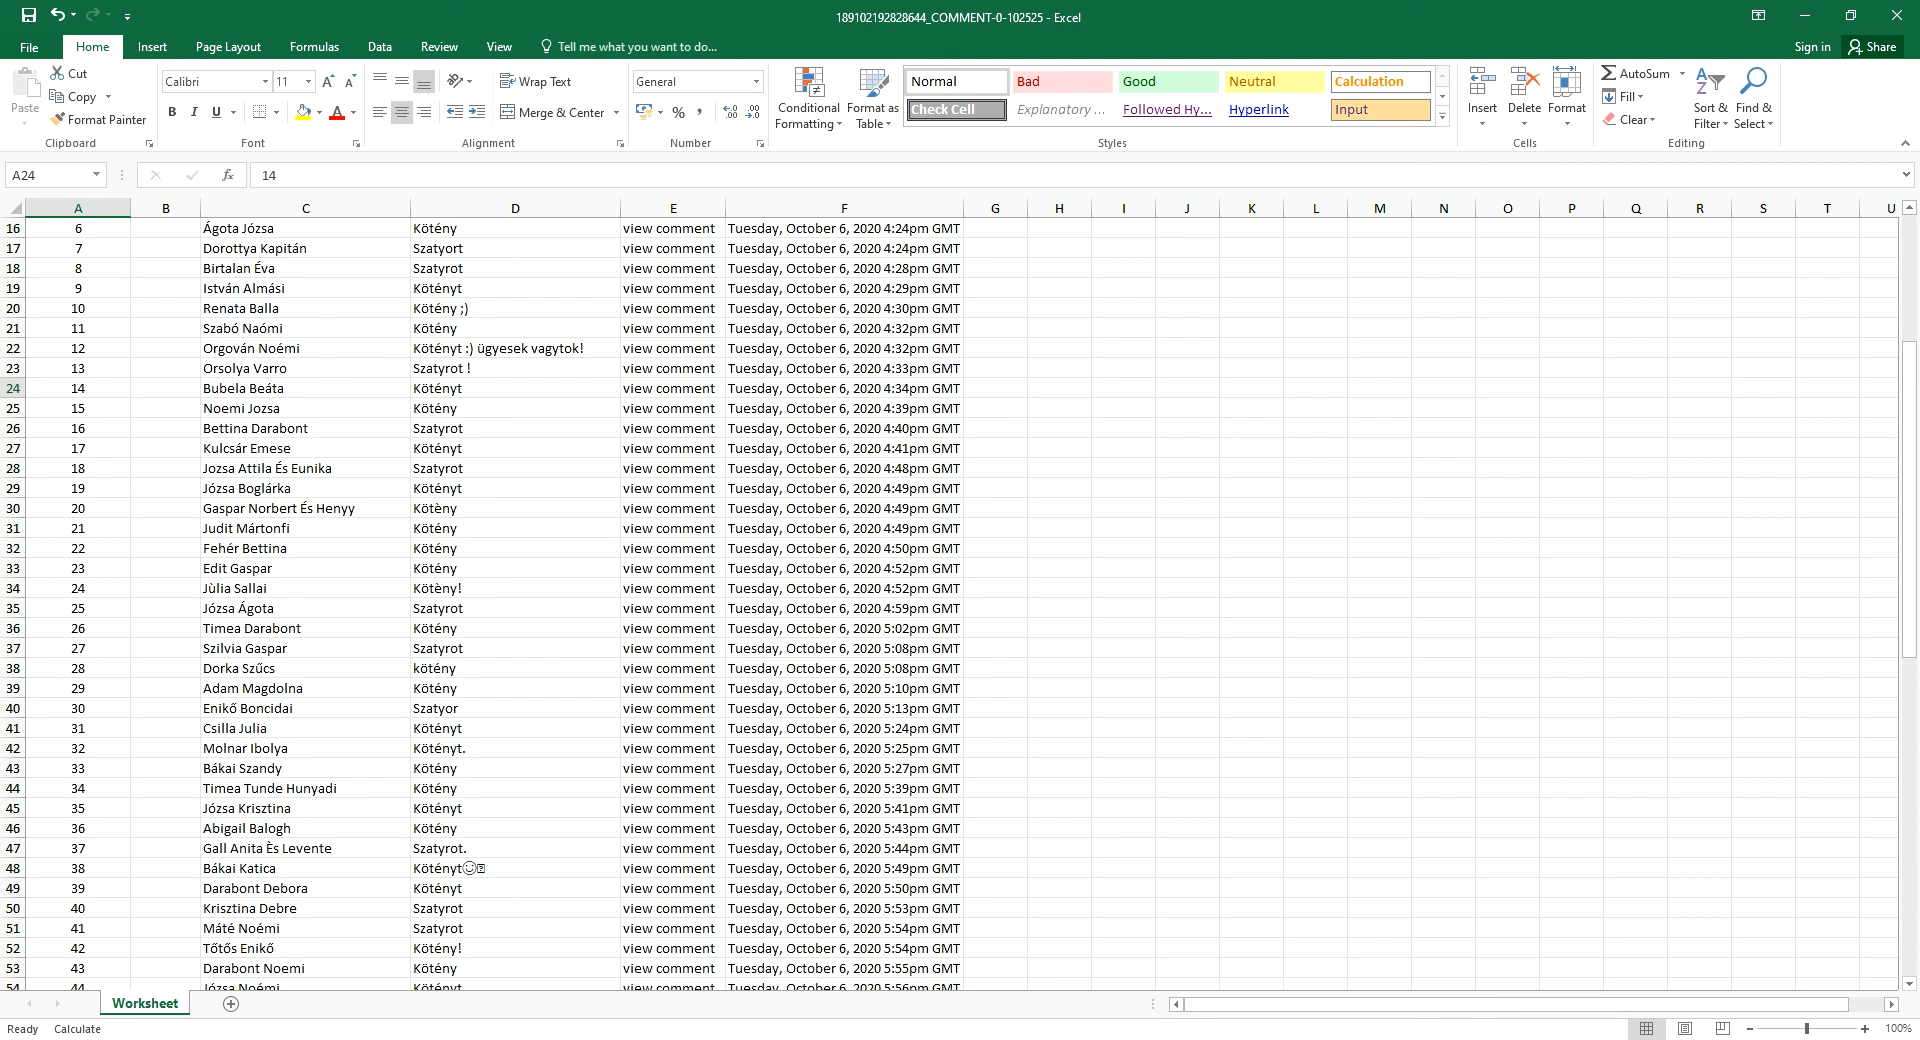 189102192828644_COMMENT-0-102525 - Excel
File Home Insert Page Layout Formulas Data Review View Tell me what you want to do... Sign in Share
Paste Cut Copy Format Painter Clipboard
Calibri 11 B I U A Font
Wrap Text Merge & Center Alignment
General % Number
Conditional Formatting Format as Table
Normal Bad Good Neutral Calculation
Check Cell Explanatory ... Followed Hy... Hyperlink Input
Styles
Insert Delete Format Cells
AutoSum Fill Clear Sort & Filter Find & Select Editing
A24 fx 14
A B C D E F G H I J K L M N O P Q R S T U
16 6 Ágota Józsa Kötény view comment Tuesday, October 6, 2020 4:24pm GMT
17 7 Dorottya Kapitán Szatyort view comment Tuesday, October 6, 2020 4:24pm GMT
18 8 Birtalan Éva Szatyrot view comment Tuesday, October 6, 2020 4:28pm GMT
19 9 István Almási Kötényt view comment Tuesday, October 6, 2020 4:29pm GMT
20 10 Renata Balla Kötény ;) view comment Tuesday, October 6, 2020 4:30pm GMT
21 11 Szabó Naómi Kötény view comment Tuesday, October 6, 2020 4:32pm GMT
22 12 Orgován Noémi Kötényt :) ügyesek vagytok! view comment Tuesday, October 6, 2020 4:32pm GMT
23 13 Orsolya Varro Szatyrot ! view comment Tuesday, October 6, 2020 4:33pm GMT
24 14 Bubela Beáta Kötényt view comment Tuesday, October 6, 2020 4:34pm GMT
25 15 Noemi Jozsa Kötény view comment Tuesday, October 6, 2020 4:39pm GMT
26 16 Bettina Darabont Szatyrot view comment Tuesday, October 6, 2020 4:40pm GMT
27 17 Kulcsár Emese Kötényt view comment Tuesday, October 6, 2020 4:41pm GMT
28 18 Jozsa Attila És Eunika Szatyrot view comment Tuesday, October 6, 2020 4:48pm GMT
29 19 Józsa Boglárka Kötényt view comment Tuesday, October 6, 2020 4:49pm GMT
30 20 Gaspar Norbert És Henyy Kötèny view comment Tuesday, October 6, 2020 4:49pm GMT
31 21 Judit Mártonfi Kötény view comment Tuesday, October 6, 2020 4:49pm GMT
32 22 Fehér Bettina Kötény view comment Tuesday, October 6, 2020 4:50pm GMT
33 23 Edit Gaspar Kötény view comment Tuesday, October 6, 2020 4:52pm GMT
34 24 Jùlia Sallai Kötèny! view comment Tuesday, October 6, 2020 4:52pm GMT
35 25 Józsa Ágota Szatyrot view comment Tuesday, October 6, 2020 4:59pm GMT
36 26 Timea Darabont Kötény view comment Tuesday, October 6, 2020 5:02pm GMT
37 27 Szilvia Gaspar Szatyrot view comment Tuesday, October 6, 2020 5:08pm GMT
38 28 Dorka Szűcs kötény view comment Tuesday, October 6, 2020 5:08pm GMT
39 29 Adam Magdolna Kötény view comment Tuesday, October 6, 2020 5:10pm GMT
40 30 Enikő Boncidai Szatyor view comment Tuesday, October 6, 2020 5:13pm GMT
41 31 Csilla Julia Kötényt view comment Tuesday, October 6, 2020 5:24pm GMT
42 32 Molnar Ibolya Kötényt. view comment Tuesday, October 6, 2020 5:25pm GMT
43 33 Bákai Szandy Kötény view comment Tuesday, October 6, 2020 5:27pm GMT
44 34 Timea Tunde Hunyadi Kötény view comment Tuesday, October 6, 2020 5:39pm GMT
45 35 Józsa Krisztina Kötényt view comment Tuesday, October 6, 2020 5:41pm GMT
46 36 Abigail Balogh Kötény view comment Tuesday, October 6, 2020 5:43pm GMT
47 37 Gall Anita Ès Levente Szatyrot. view comment Tuesday, October 6, 2020 5:44pm GMT
48 38 Bákai Katica Kötényt☺ view comment Tuesday, October 6, 2020 5:49pm GMT
49 39 Darabont Debora Kötényt view comment Tuesday, October 6, 2020 5:50pm GMT
50 40 Krisztina Debre Szatyrot view comment Tuesday, October 6, 2020 5:53pm GMT
51 41 Máté Noémi Szatyrot view comment Tuesday, October 6, 2020 5:54pm GMT
52 42 Tőtős Enikő Kötény! view comment Tuesday, October 6, 2020 5:54pm GMT
53 43 Darabont Noemi Kötény view comment Tuesday, October 6, 2020 5:55pm GMT
54 44 Józsa Noémi Kötényt view comment Tuesday, October 6, 2020 5:56pm GMT
Worksheet
Ready Calculate 100%